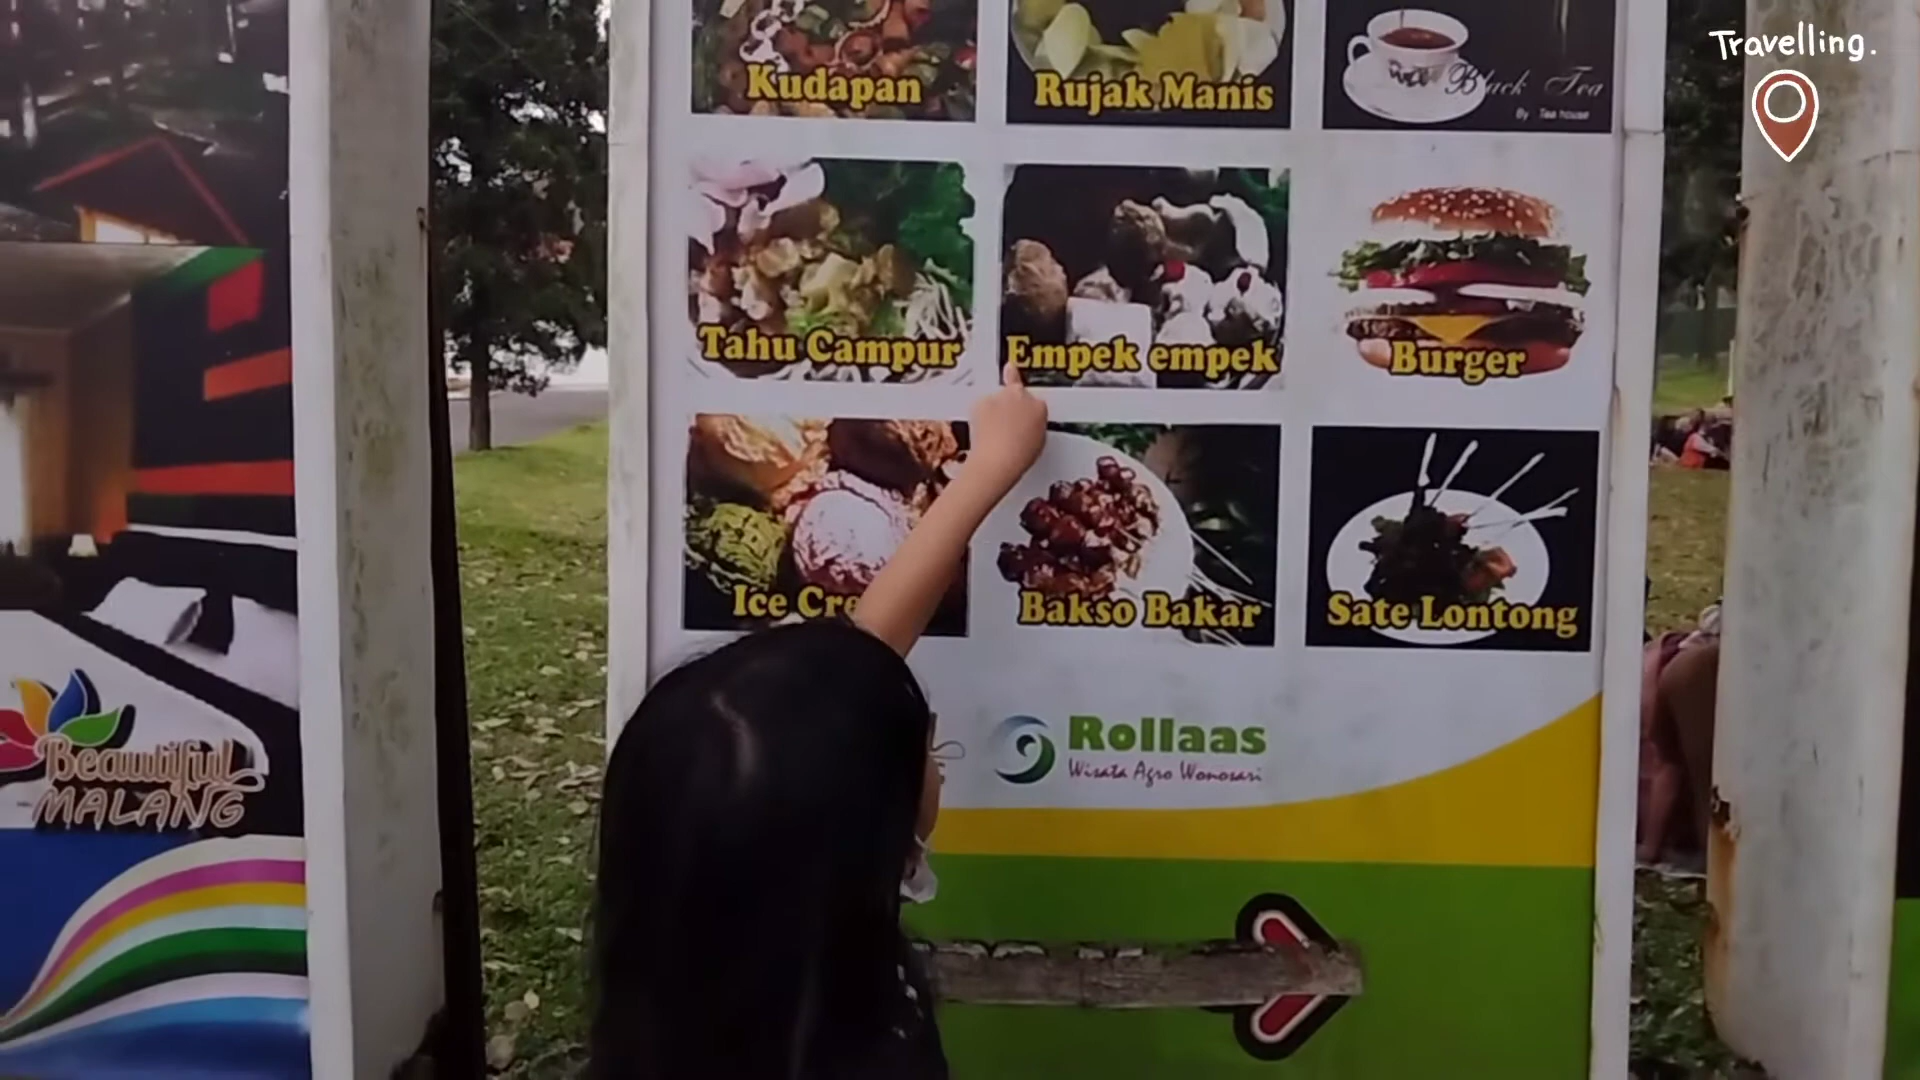 Travelling.
Kudapan
Rujak Manis
Black Tea
By Tea house
Tahu Campur
Empek empek
Burger
Ice Cre
Bakso Bakar
Sate Lontong
Rollaas
Wisata Agro Wonosari
Beautiful
MALANG